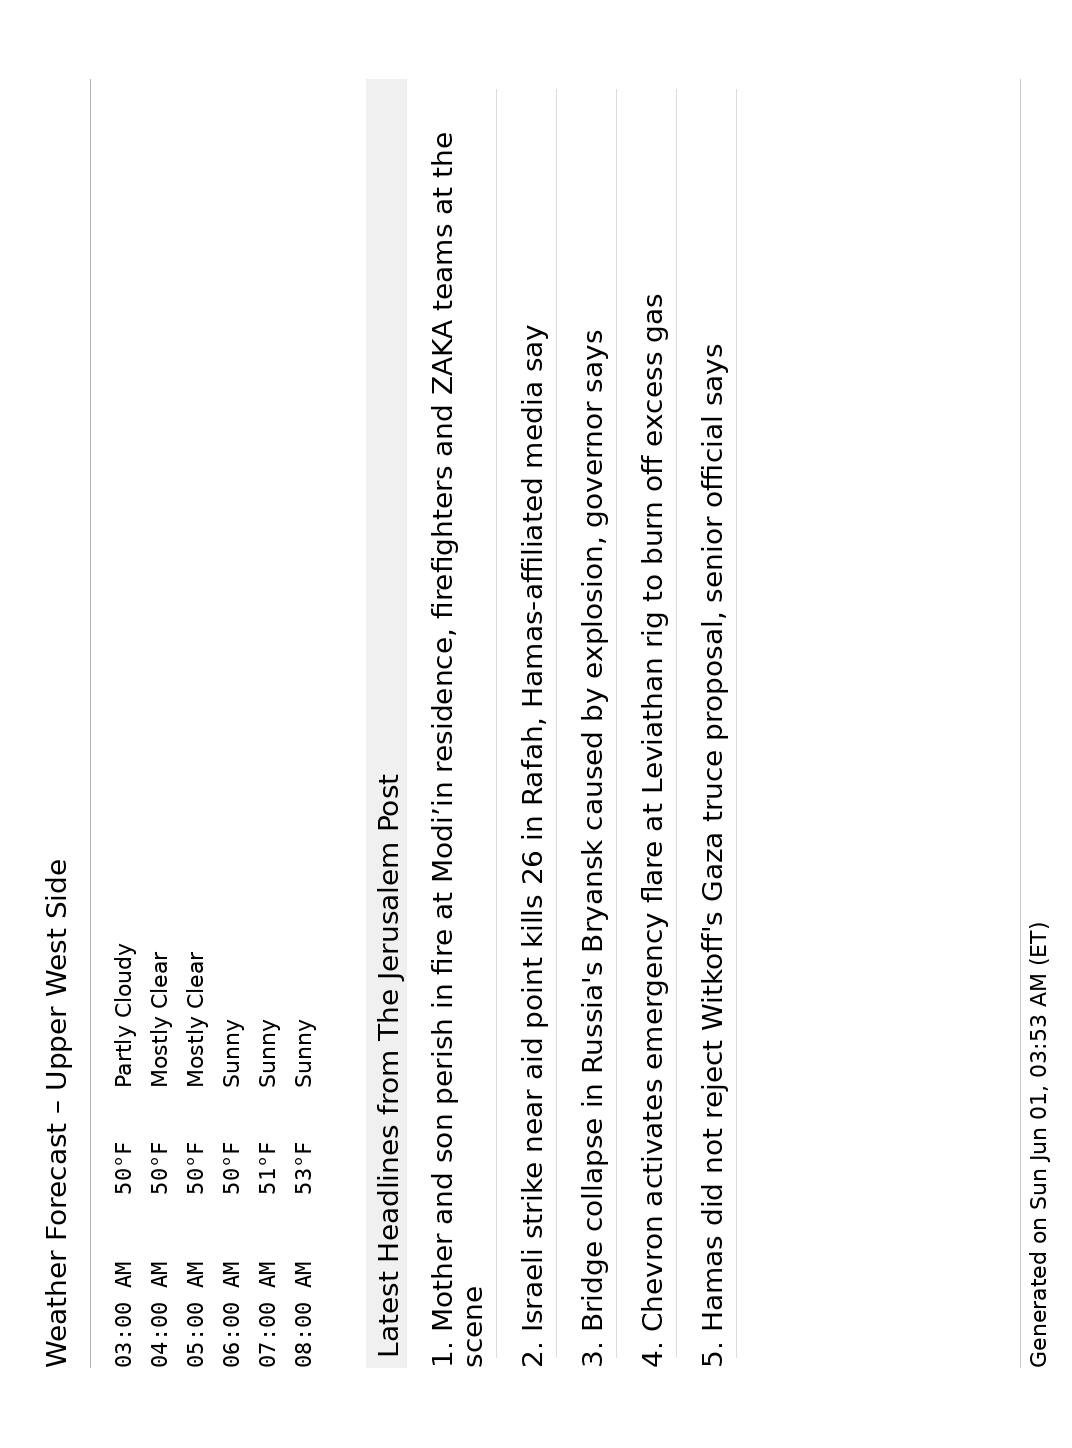 Weather Forecast – Upper West Side
03:00 AM 50°F Partly Cloudy
04:00 AM 50°F Mostly Clear
05:00 AM 50°F Mostly Clear
06:00 AM 50°F Sunny
07:00 AM 51°F Sunny
08:00 AM 53°F Sunny
Latest Headlines from The Jerusalem Post
1. Mother and son perish in fire at Modi’in residence, firefighters and ZAKA teams at the
scene
2. Israeli strike near aid point kills 26 in Rafah, Hamas-affiliated media say
3. Bridge collapse in Russia's Bryansk caused by explosion, governor says
4. Chevron activates emergency flare at Leviathan rig to burn off excess gas
5. Hamas did not reject Witkoff's Gaza truce proposal, senior official says
Generated on Sun Jun 01, 03:53 AM (ET)